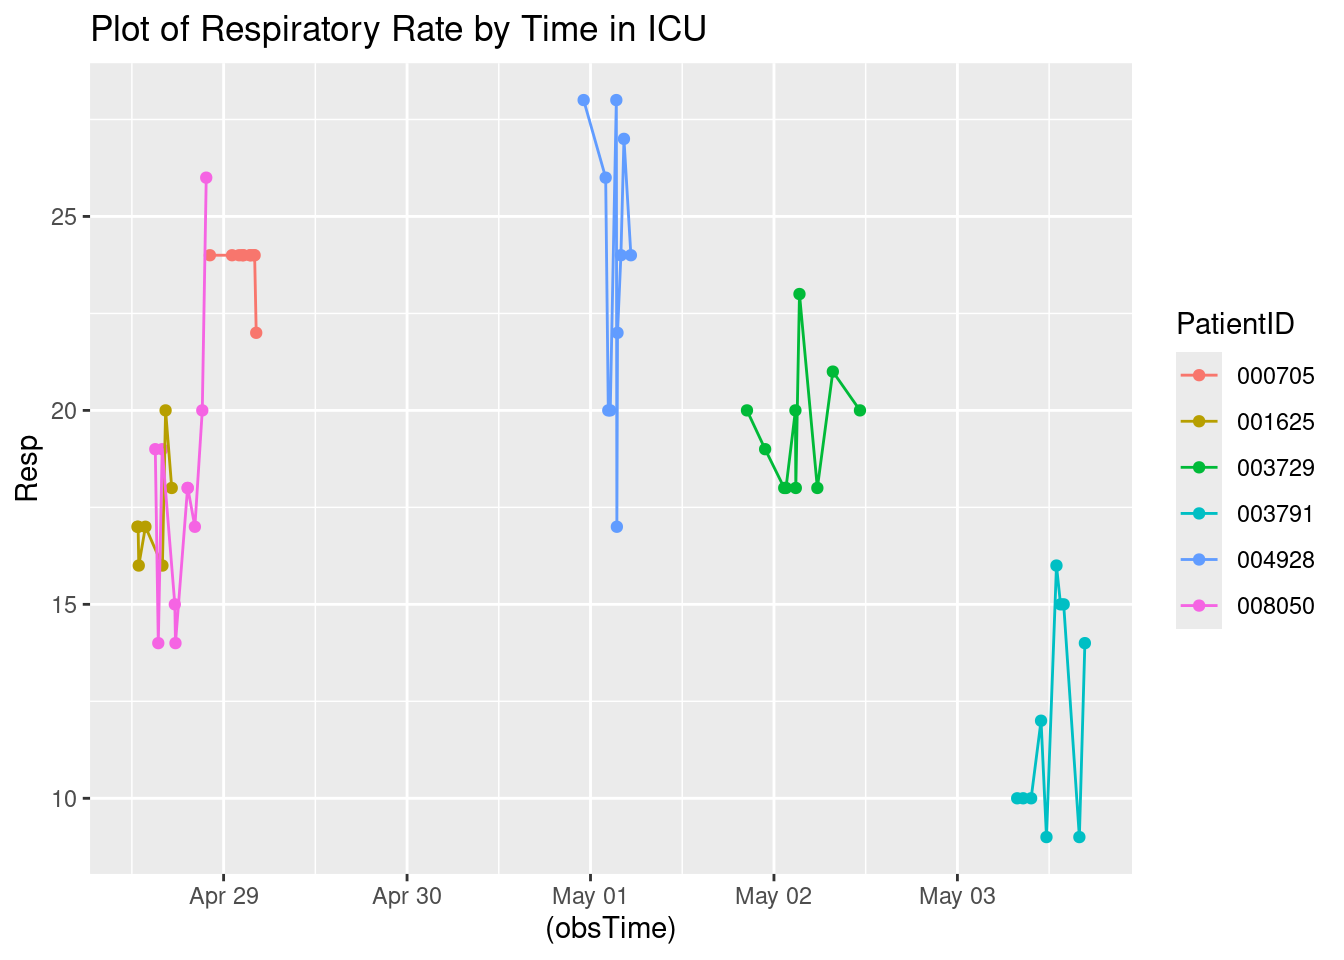 Plot of Respiratory Rate by Time in ICU
25
20
15
10
Resp
Apr 29
Apr 30
May 01
May 02
May 03
(obsTime)
PatientID
000705
001625
003729
003791
004928
008050